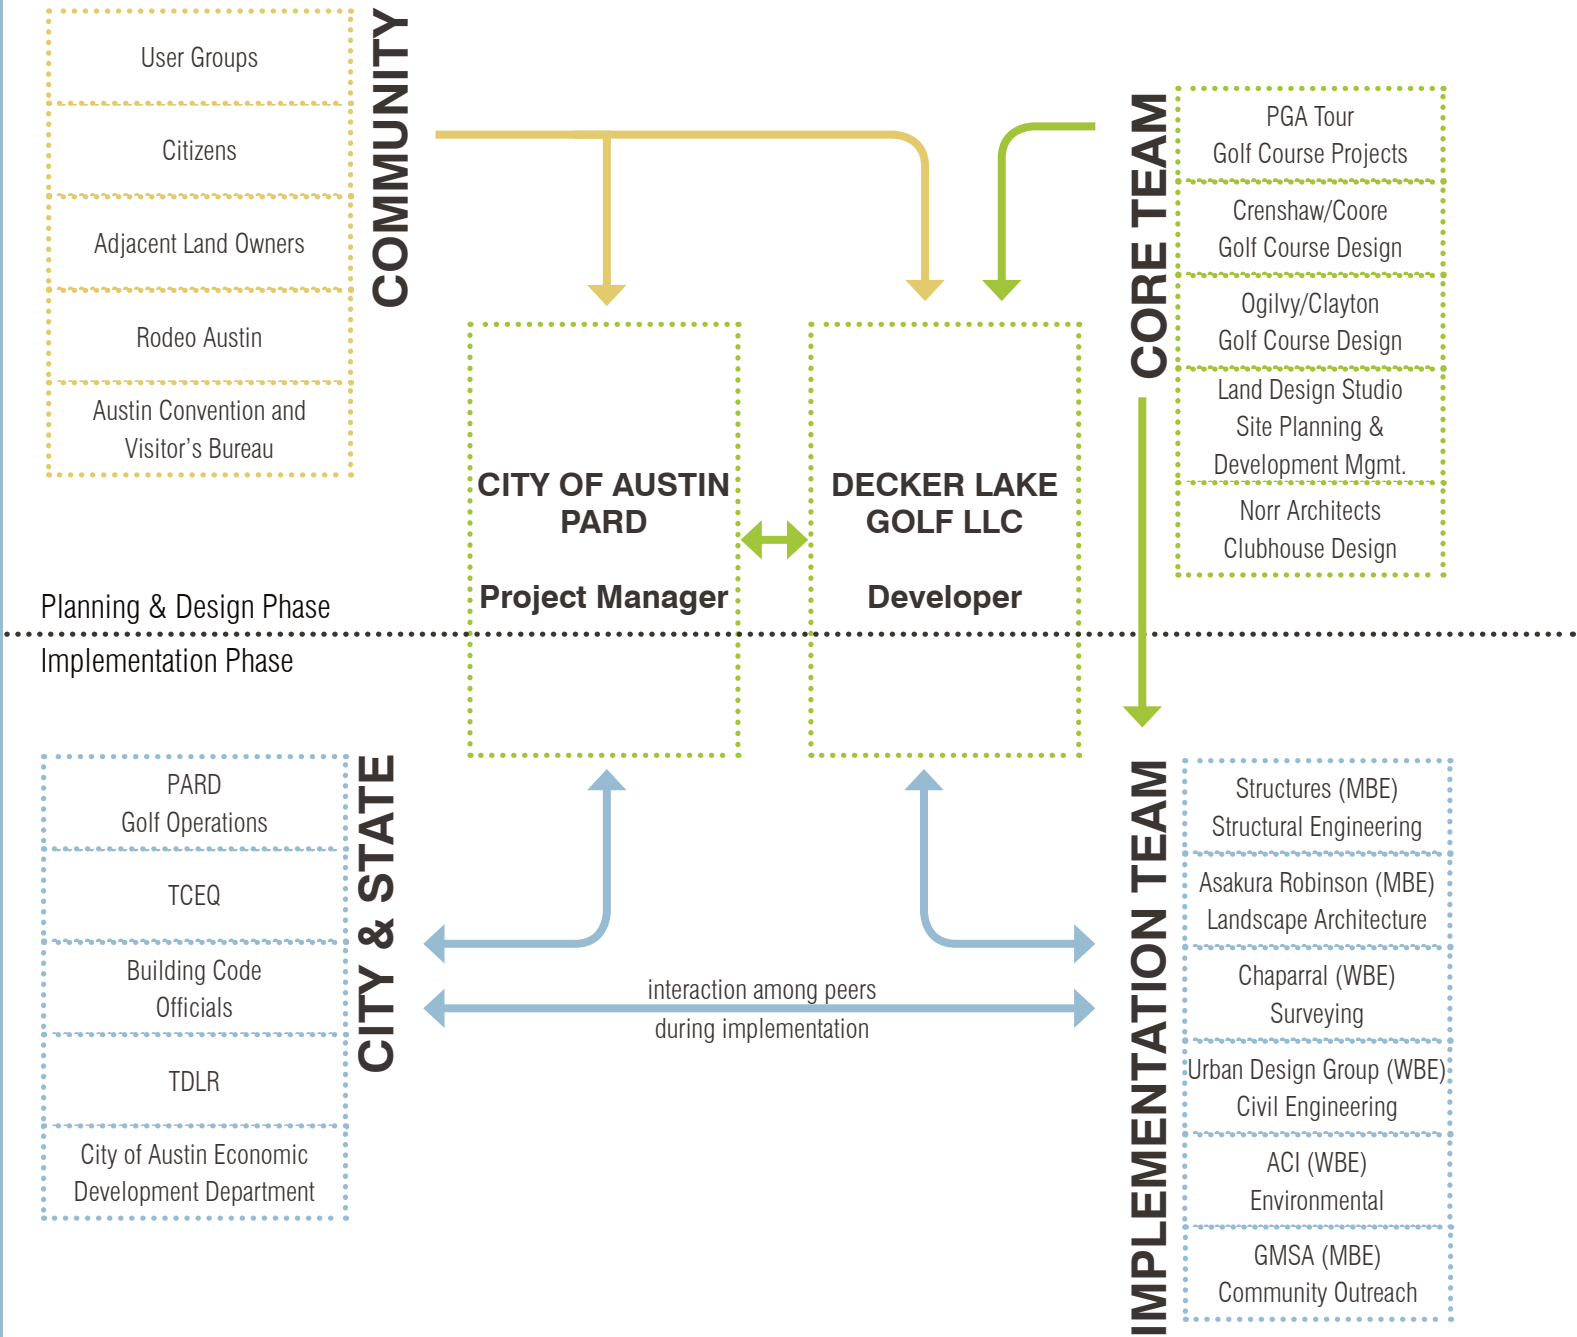 COMMUNITY
User Groups
Citizens
Adjacent Land Owners
Rodeo Austin
Austin Convention and
Visitor’s Bureau
CORE TEAM
PGA Tour
Golf Course Projects
Crenshaw/Coore
Golf Course Design
Ogilvy/Clayton
Golf Course Design
Land Design Studio
Site Planning &
Development Mgmt.
Norr Architects
Clubhouse Design
CITY OF AUSTIN
PARD
Project Manager
DECKER LAKE
GOLF LLC
Developer
Planning & Design Phase
Implementation Phase
CITY & STATE
PARD
Golf Operations
TCEQ
Building Code
Officials
TDLR
City of Austin Economic
Development Department
interaction among peers
during implementation
IMPLEMENTATION TEAM
Structures (MBE)
Structural Engineering
Asakura Robinson (MBE)
Landscape Architecture
Chaparral (WBE)
Surveying
Urban Design Group (WBE)
Civil Engineering
ACI (WBE)
Environmental
GMSA (MBE)
Community Outreach